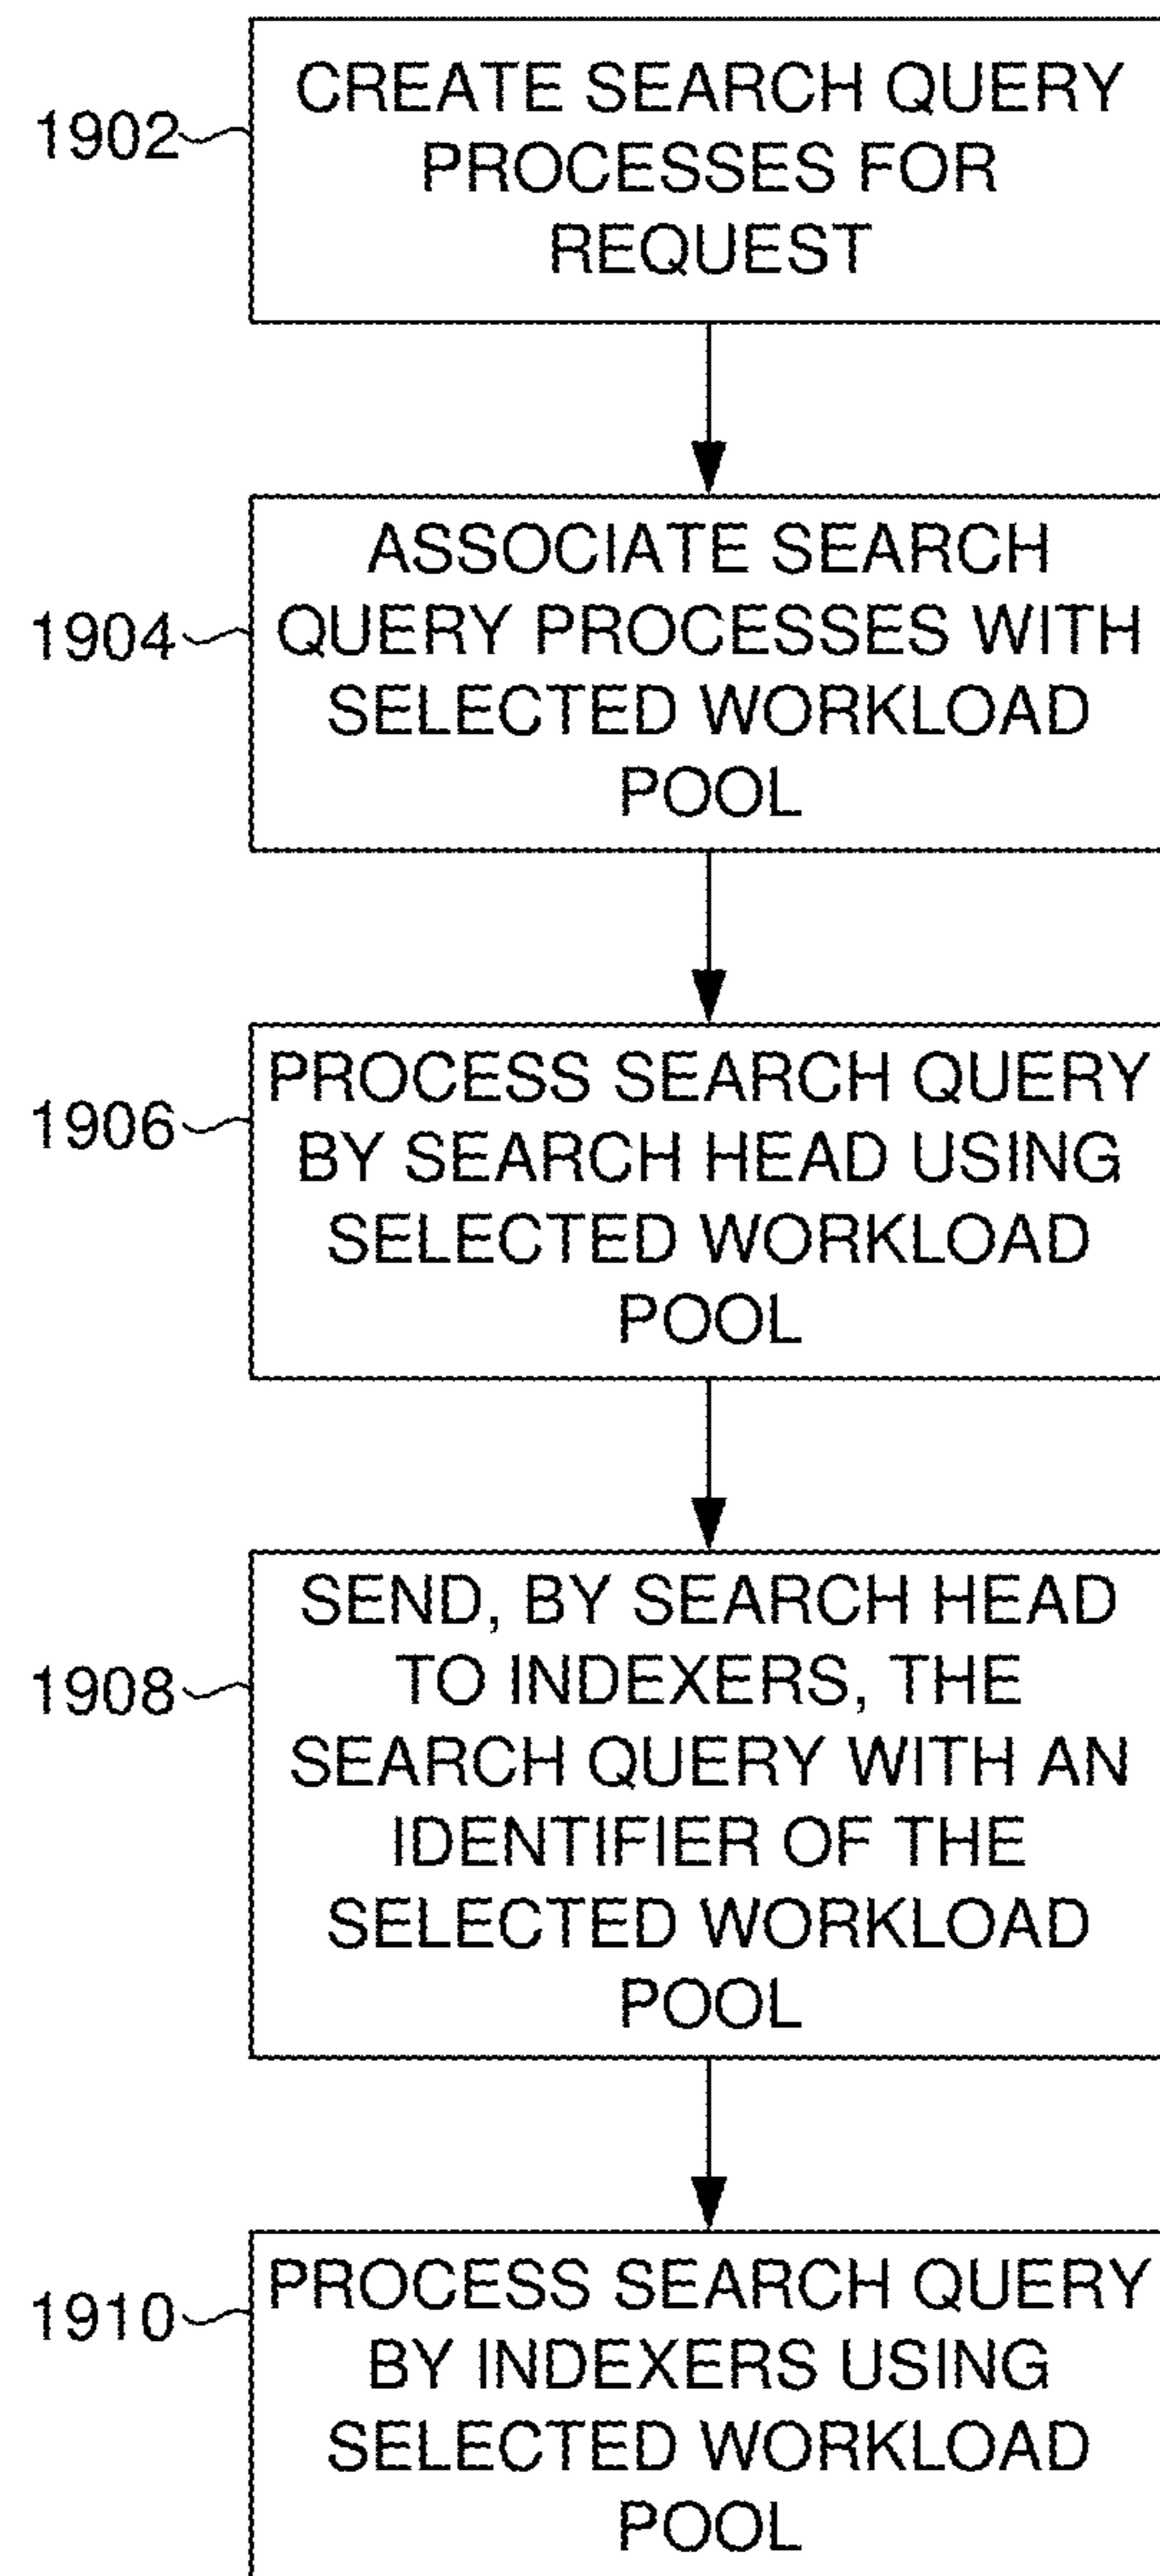 1902
CREATE SEARCH QUERY
PROCESSES FOR
REQUEST
1904
ASSOCIATE SEARCH
QUERY PROCESSES WITH
SELECTED WORKLOAD
POOL
1906
PROCESS SEARCH QUERY
BY SEARCH HEAD USING
SELECTED WORKLOAD
POOL
1908
SEND, BY SEARCH HEAD
TO INDEXERS, THE
SEARCH QUERY WITH AN
IDENTIFIER OF THE
SELECTED WORKLOAD
POOL
1910
PROCESS SEARCH QUERY
BY INDEXERS USING
SELECTED WORKLOAD
POOL